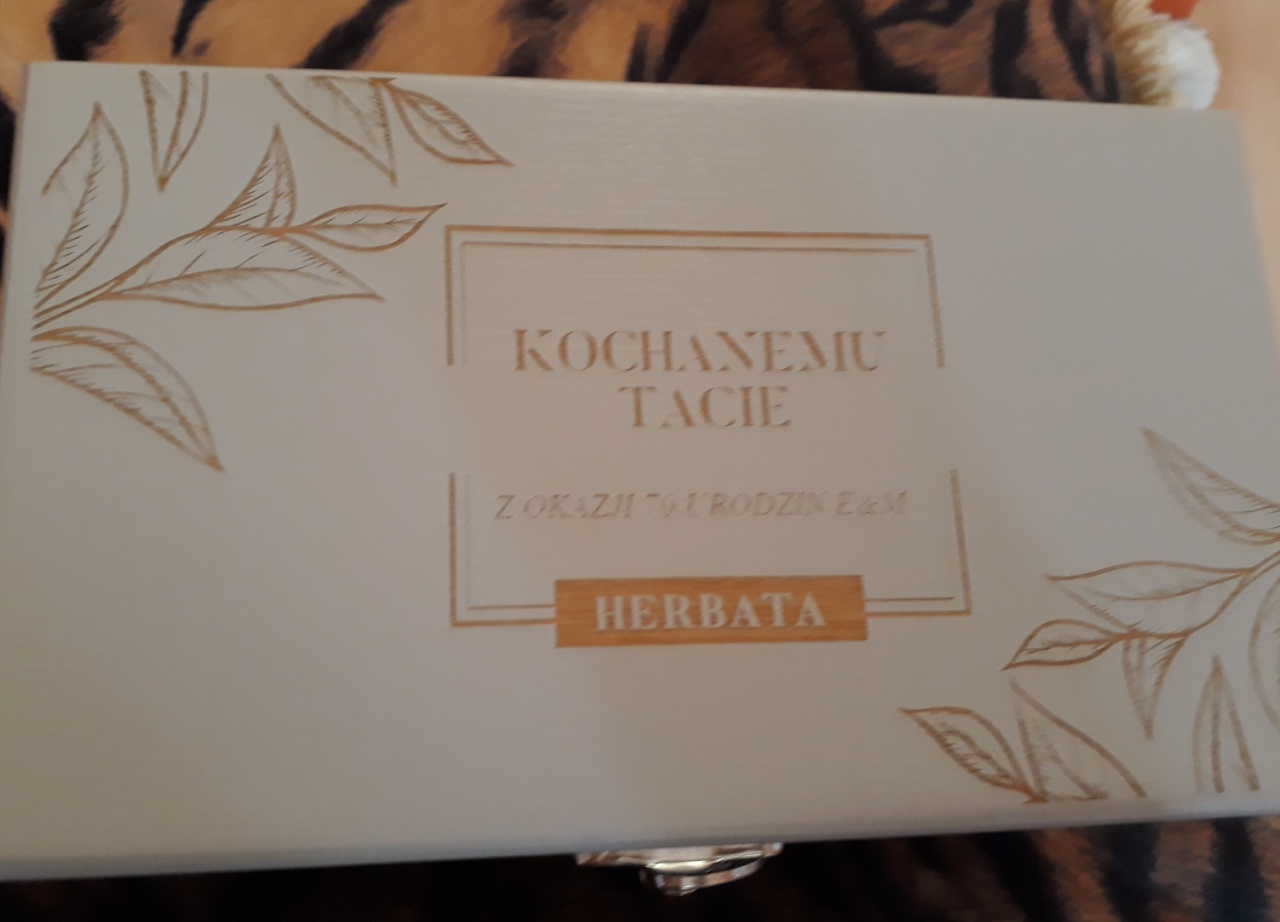 KOCHANEMU
TACIE
Z OKAZJI 70 URODZIN E&M
HERBATA